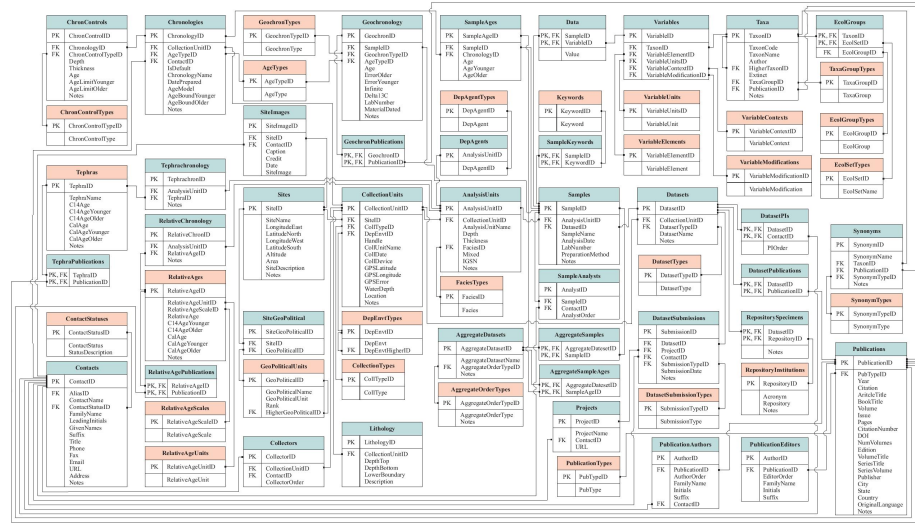 ChronControls
PK ChronControlID
FK ChronologyID
FK ChronControlTypeID
Depth
Thickness
Age
AgeLimitYounger
AgeLimitOlder
Notes
ChronControlTypes
PK ChronControlTypeID
ChronControlType
Tephras
PK TephraID
TephraName
C14Age
C14AgeYounger
C14AgeOlder
CalAge
CalAgeYounger
CalAgeOlder
Notes
TephraPublications
PK, FK TephraID
PK, FK PublicationID
ContactStatuses
PK ContactStatusID
ContactStatus
StatusDescription
Contacts
PK ContactID
FK AliasID
ContactName
FK ContactStatusID
FamilyName
LeadingInitials
GivenNames
Suffix
Title
Phone
Fax
Email
URL
Address
Notes
Chronologies
PK ChronologyID
FK CollectionUnitID
FK AgeTypeID
FK ContactID
IsDefault
ChronologyName
DatePrepared
AgeModel
AgeBoundYounger
AgeBoundOlder
Notes
Tephrachronology
PK TephrachronID
FK AnalysisUnitID
FK TephraID
Notes
RelativeChronology
PK RelativeChronID
FK AnalysisUnitID
FK RelativeAgeID
Notes
RelativeAges
PK RelativeAgeID
FK RelativeAgeUnitID
FK RelativeAgeScaleID
RelativeAge
C14AgeYounger
C14AgeOlder
CalAge
CalAgeYounger
CalAgeOlder
Notes
RelativeAgePublications
PK, FK RelativeAgeID
PK, FK PublicationID
RelativeAgeScales
PK RelativeAgeScaleID
RelativeAgeScale
RelativeAgeUnits
PK RelativeAgeUnitID
RelativeAgeUnit
GeochronTypes
PK GeochronTypeID
GeochronType
AgeTypes
PK AgeTypeID
AgeType
SiteImages
PK SiteImageID
FK SiteID
FK ContactID
Caption
Credit
Date
SiteImage
Sites
PK SiteID
SiteName
LongitudeEast
LatitudeNorth
LongitudeWest
LatitudeSouth
Altitude
Area
SiteDescription
Notes
SiteGeoPolitical
PK SiteGeoPoliticalID
FK SiteID
FK GeoPoliticalID
GeoPoliticalUnits
PK GeoPoliticalID
GeoPoliticalName
GeoPoliticalUnit
Rank
FK HigherGeoPoliticalID
Collectors
PK CollectorID
FK CollectionUnitID
FK ContactID
CollectorOrder
Geochronology
PK GeochronID
FK SampleID
FK GeochronTypeID
FK AgeTypeID
Age
ErrorOlder
ErrorYounger
Infinite
Delta13C
LabNumber
MaterialDated
Notes
GeochronPublications
PK, FK GeochronID
PK, FK PublicationID
CollectionUnits
PK CollectionUnitID
FK SiteID
FK CollTypeID
FK DepEnvtID
Handle
CollUnitName
CollDate
CollDevice
GPSLatitude
GPSLongitude
GPSError
WaterDepth
Location
Notes
DepEnvtTypes
PK DepEnvtID
DepEnvt
FK DepEnvtHigherID
CollectionTypes
PK CollTypeID
CollType
Lithology
PK LithologyID
FK CollectionUnitID
DepthTop
DepthBottom
LowerBoundary
Description
SampleAges
PK SampleAgeID
FK SampleID
FK ChronologyID
Age
AgeYounger
AgeOlder
DepAgentTypes
PK DepAgentID
DepAgent
DepAgents
PK AnalysisUnitID
FK DepAgentID
AnalysisUnits
PK AnalysisUnitID
FK CollectionUnitID
AnalysisUnitName
Depth
Thickness
FK FaciesID
Mixed
IGSN
Notes
FaciesTypes
PK FaciesID
Facies
AggregateDatasets
PK AggregateDatasetID
AggregateDatasetName
FK AggregateOrderTypeID
Notes
AggregateOrderTypes
PK AggregateOrderTypeID
AggregateOrderType
Notes
Data
PK, FK SampleID
PK, FK VariableID
Value
Keywords
PK KeywordID
Keyword
SampleKeywords
PK, FK SampleID
PK, FK KeywordID
Samples
PK SampleID
FK AnalysisUnitID
FK DatasetID
SampleName
AnalysisDate
LabNumber
PreparationMethod
Notes
SampleAnalysts
PK AnalystID
FK SampleID
FK ContactID
AnalystOrder
AggregateSamples
PK, FK AggregateDatasetID
PK, FK SampleID
AggregateSampleAges
PK, FK AggregateDatasetID
PK, FK SampleAgeID
Projects
PK ProjectID
ProjectName
FK ContactID
URL
PublicationTypes
PK PubTypeID
PubType
Variables
PK VariableID
FK TaxonID
FK VariableElementID
FK VariableUnitsID
FK VariableContextID
FK VariableModificationID
VariableUnits
PK VariableUnitsID
VariableUnit
VariableElements
PK VariableElementID
VariableElement
Datasets
PK DatasetID
FK CollectionUnitID
FK DatasetTypeID
DatasetName
Notes
DatasetTypes
PK DatasetTypeID
DatasetType
DatasetSubmissions
PK SubmissionID
FK DatasetID
FK ProjectID
FK ContactID
FK SubmissionTypeID
SubmissionDate
Notes
DatasetSubmissionTypes
PK SubmissionTypeID
SubmissionType
PublicationAuthors
PK AuthorID
FK PublicationID
AuthorOrder
FamilyName
Initials
Suffix
FK ContactID
Taxa
PK TaxonID
TaxonCode
TaxonName
Author
FK HigherTaxonID
Extinct
FK TaxaGroupID
FK PublicationID
Notes
VariableContexts
PK VariableContextID
VariableContext
VariableModifications
PK VariableModificationID
VariableModification
DatasetPIs
PK, FK DatasetID
PK, FK ContactID
PIOrder
DatasetPublications
PK, FK DatasetID
PK, FK PublicationID
RepositorySpecimens
PK, FK DatasetID
FK RepositoryID
Notes
RepositoryInstitutions
PK RepositoryID
Acronym
Repository
Notes
PublicationEditors
PK AuthorID
FK PublicationID
EditorOrder
FamilyName
Initials
Suffix
EcolGroups
PK, FK TaxonID
PK, FK EcolSetID
FK EcolGroupID
TaxaGroupTypes
PK TaxaGroupID
TaxaGroup
EcolGroupTypes
PK EcolGroupID
EcolGroup
EcolSetTypes
PK EcolSetID
EcolSetName
Synonyms
PK SynonymID
SynonymName
FK TaxonID
FK PublicationID
FK SynonymTypeID
Notes
SynonymTypes
PK SynonymTypeID
SynonymType
Publications
PK PublicationID
FK PubTypeID
Year
Citation
AritcleTitle
BookTitle
Volume
Issue
Pages
CitationNumber
DOI
NumVolumes
Edition
VolumeTitle
SeriesTitle
SeriesVolume
Publisher
City
State
Country
OriginalLanguage
Notes